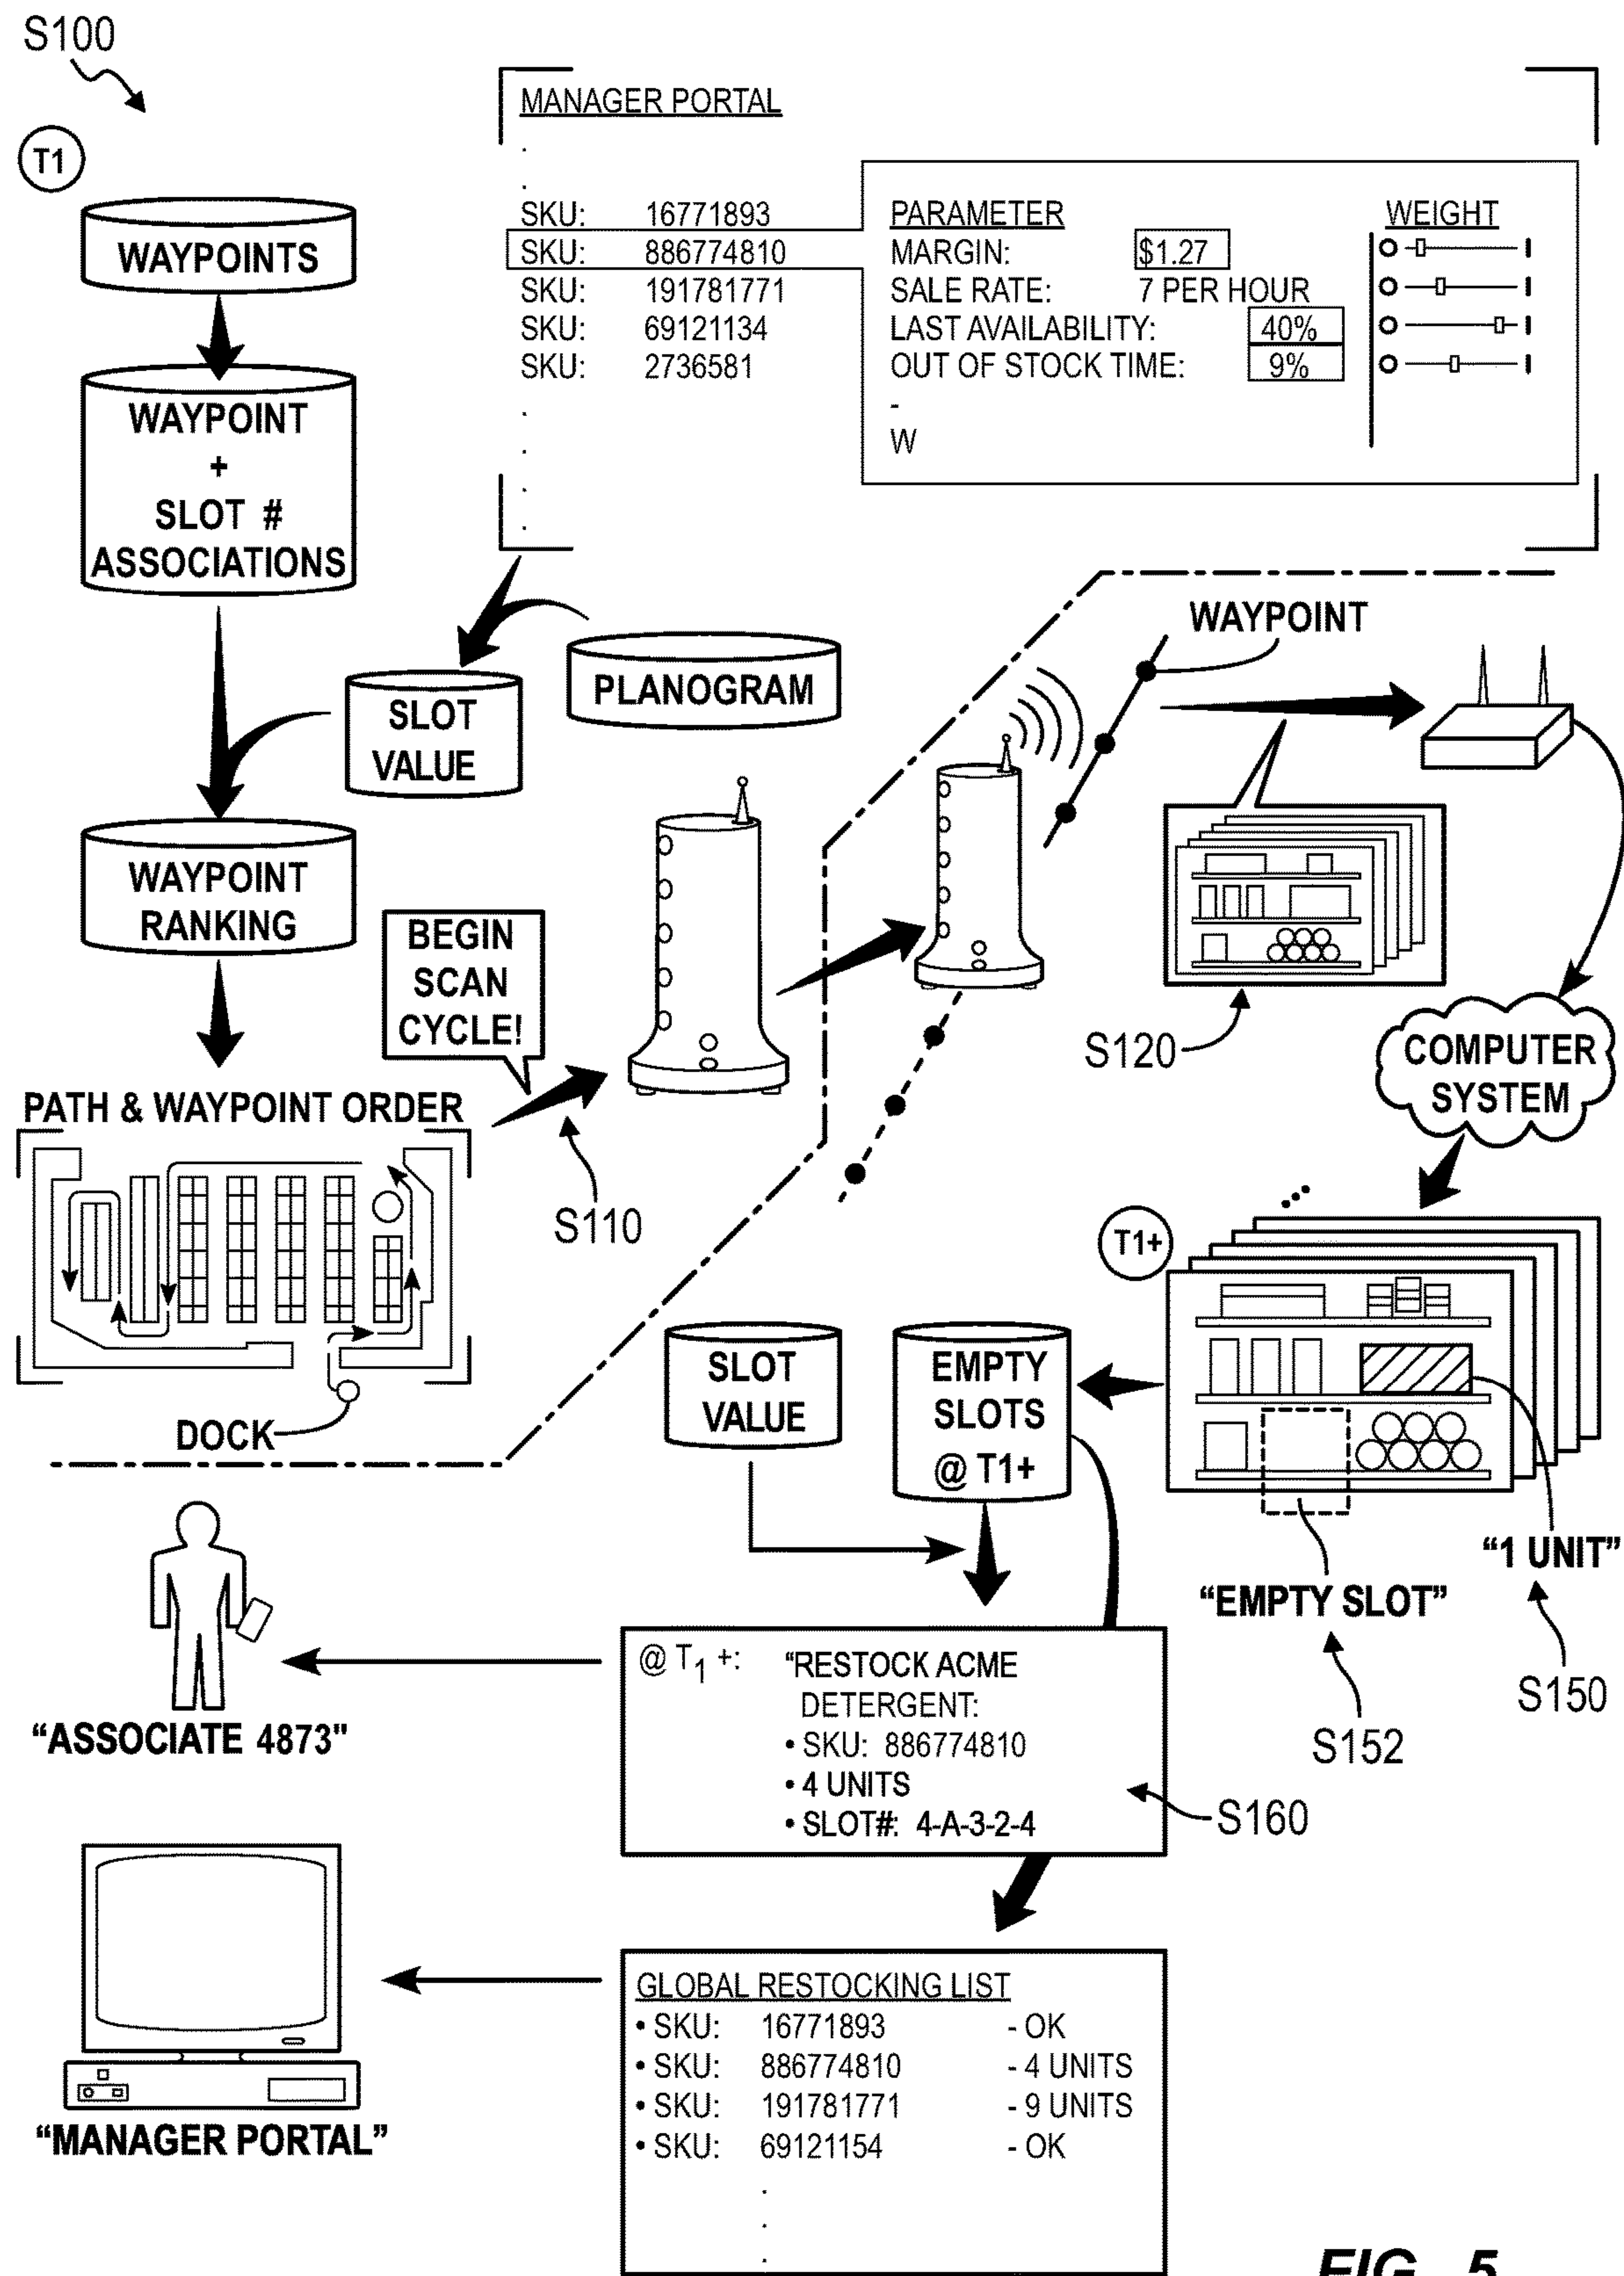 S100
T1
MANAGER PORTAL
SKU: 16771893
SKU: 886774810
SKU: 191781771
SKU: 69121134
SKU: 2736581
PARAMETER WEIGHT
MARGIN: $1.27
SALE RATE: 7 PER HOUR
LAST AVAILABILITY: 40%
OUT OF STOCK TIME: 9%
-
W
WAYPOINTS
WAYPOINT
+
SLOT #
ASSOCIATIONS
PLANOGRAM
SLOT
VALUE
WAYPOINT
RANKING
BEGIN
SCAN
CYCLE!
PATH & WAYPOINT ORDER
S110
DOCK
WAYPOINT
S120
COMPUTER
SYSTEM
T1+
SLOT
VALUE
EMPTY
SLOTS
@ T1+
"1 UNIT"
"EMPTY SLOT"
S150
S152
"ASSOCIATE 4873"
@ T1 +: "RESTOCK ACME
DETERGENT:
• SKU: 886774810
• 4 UNITS
• SLOT#: 4-A-3-2-4
S160
"MANAGER PORTAL"
GLOBAL RESTOCKING LIST
• SKU: 16771893 - OK
• SKU: 886774810 - 4 UNITS
• SKU: 191781771 - 9 UNITS
• SKU: 69121154 - OK
FIG. 5